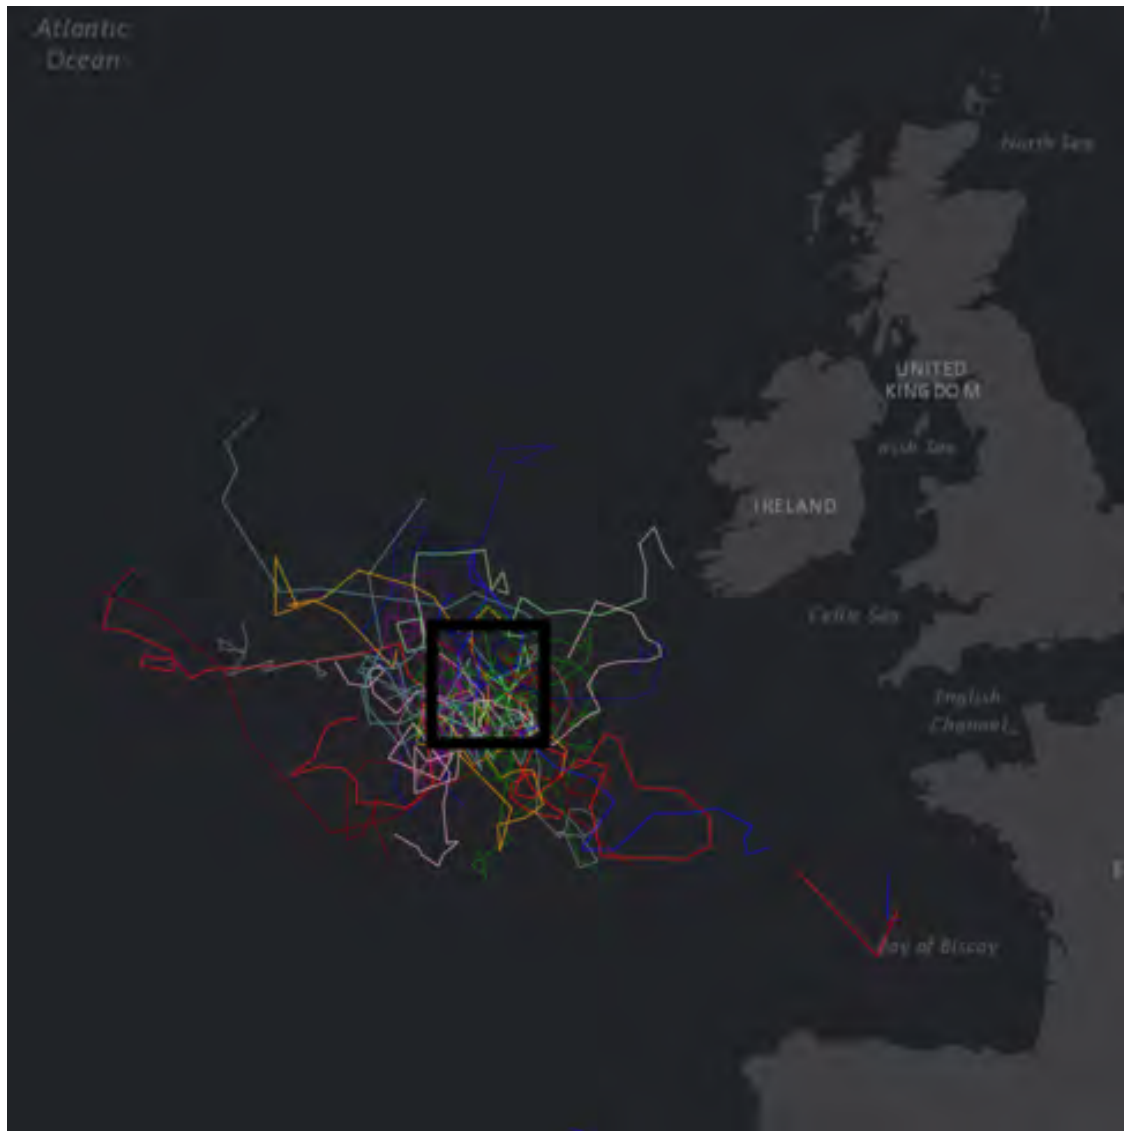 Atlantic
Ocean
North Sea
UNITED
KINGDOM
Irish Sea
IRELAND
Celtic Sea
English
Channel
Bay of Biscay